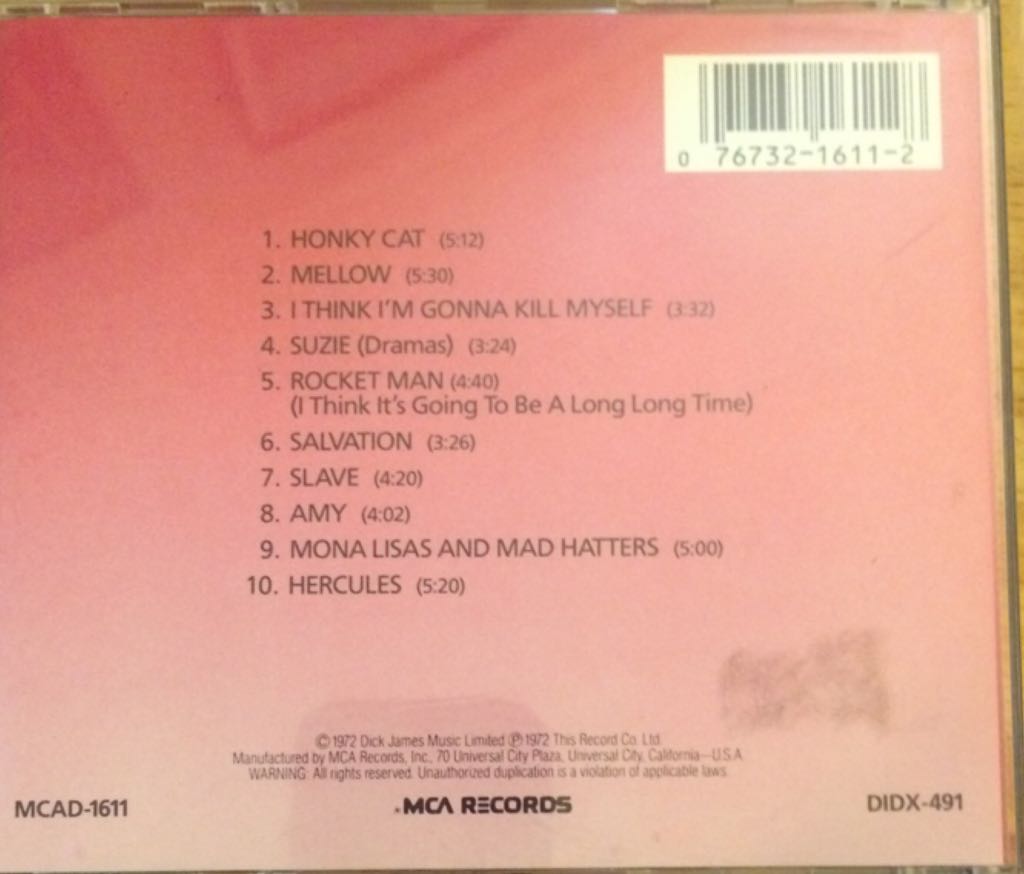 0 76732-1611-2
1. HONKY CAT (5:12)
2. MELLOW (5:30)
3. I THINK I'M GONNA KILL MYSELF (3:32)
4. SUZIE (Dramas) (3:24)
5. ROCKET MAN (4:40)
(I Think It's Going To Be A Long Long Time)
6. SALVATION (3:26)
7. SLAVE (4:20)
8. AMY (4:02)
9. MONA LISAS AND MAD HATTERS (5:00)
10. HERCULES (5:20)
© 1972 Dick James Music Limited ℗ 1972 This Record Co. Ltd.
Manufactured by MCA Records, Inc., 70 Universal City Plaza, Universal City, California—U.S.A.
WARNING: All rights reserved. Unauthorized duplication is a violation of applicable laws.
MCAD-1611 MCA RECORDS DIDX-491